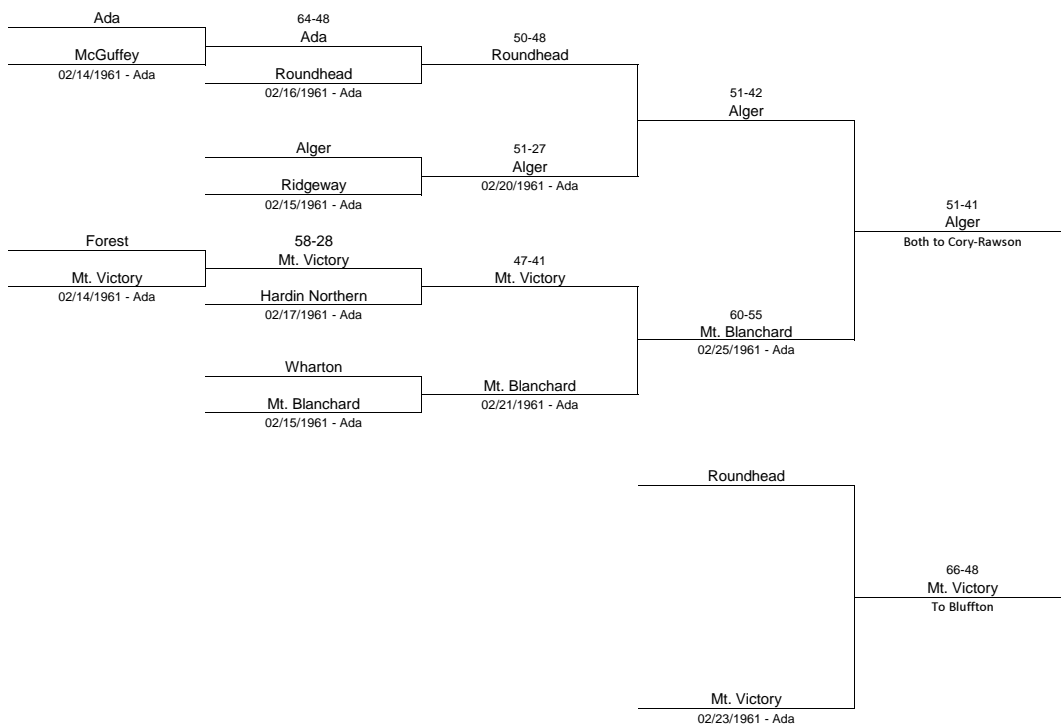 Ada
McGuffey
02/14/1961 - Ada
64-48
Ada
Roundhead
02/16/1961 - Ada
50-48
Roundhead
Alger
Ridgeway
02/15/1961 - Ada
51-27
Alger
02/20/1961 - Ada
51-42
Alger
Forest
Mt. Victory
02/14/1961 - Ada
58-28
Mt. Victory
Hardin Northern
02/17/1961 - Ada
47-41
Mt. Victory
Wharton
Mt. Blanchard
02/15/1961 - Ada
Mt. Blanchard
02/21/1961 - Ada
60-55
Mt. Blanchard
02/25/1961 - Ada
51-41
Alger
Both to Cory-Rawson
Roundhead
Mt. Victory
02/23/1961 - Ada
66-48
Mt. Victory
To Bluffton